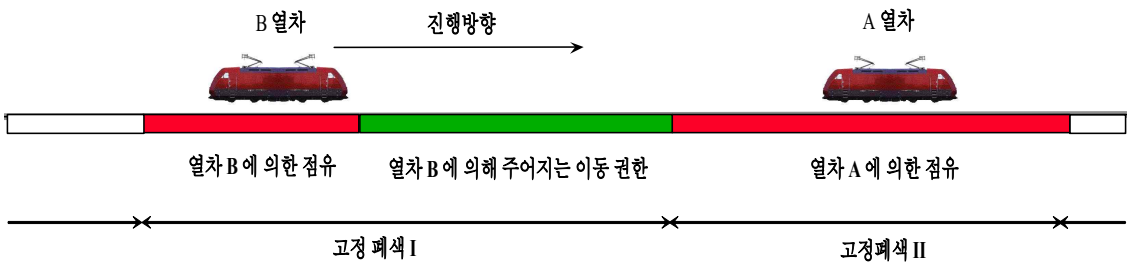 B 열차
진행방향
A 열차
열차 B 에 의한 점유
열차 B 에 의해 주어지는 이동 권한
열차 A 에 의한 점유
고정 폐색 I
고정폐색 II